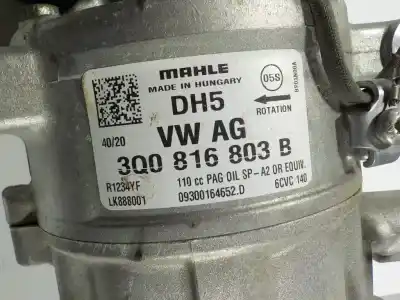 MAHLE
MADE IN HUNGARY
05S
DH5
ROTATION
40/20
VW AG
3Q0 816 803 B
R1234YF
110 cc PAG OIL SP-A2 OR EQUIV.
LK888001
09300164652.D
6CVC 140